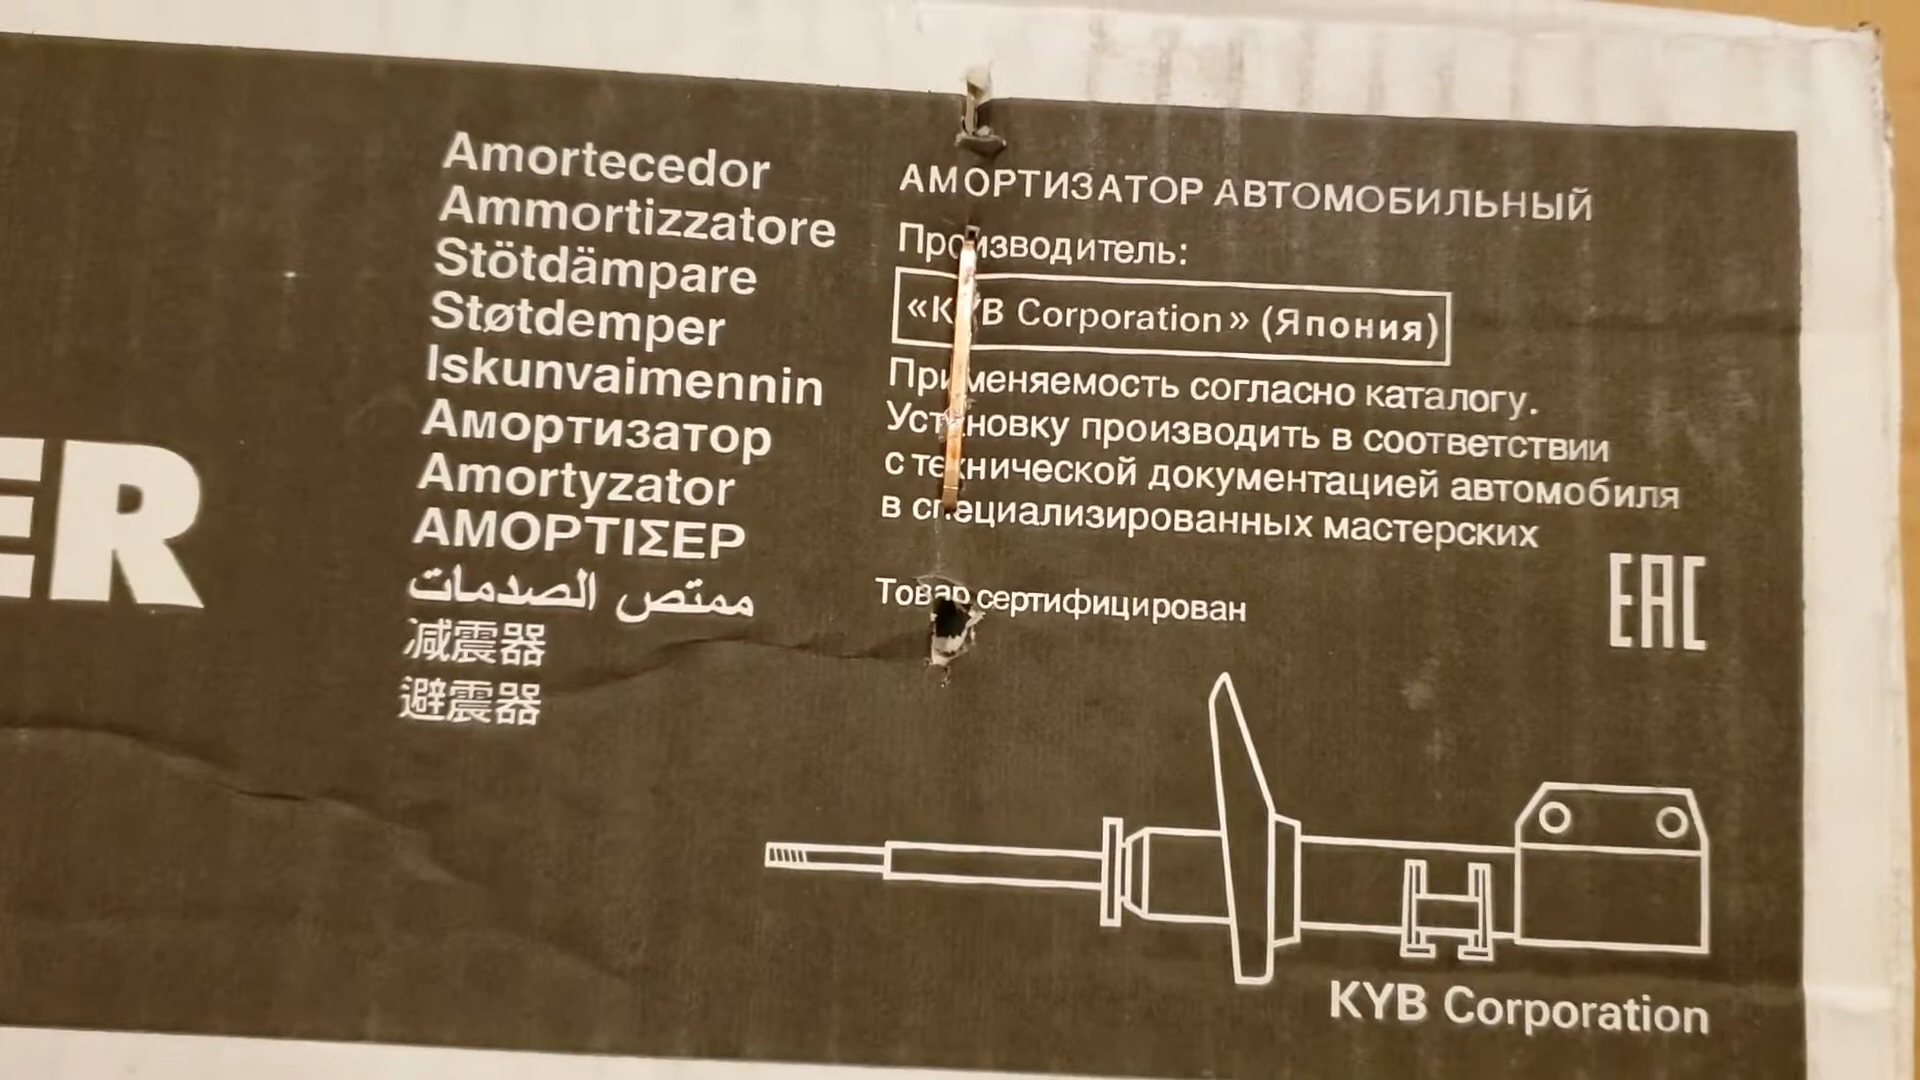 ER
Amortecedor
Ammortizzatore
Stötdämpare
Støtdemper
Iskunvaimennin
Амортизатор
Amortyzator
ΑΜΟΡΤΙΣΕΡ
ممتص الصدمات
减震器
避震器
АМОРТИЗАТОР АВТОМОБИЛЬНЫЙ
Производитель:
«KYB Corporation» (Япония)
Применяемость согласно каталогу.
Установку производить в соответствии
с технической документацией автомобиля
в специализированных мастерских
Товар сертифицирован
EAC
KYB Corporation